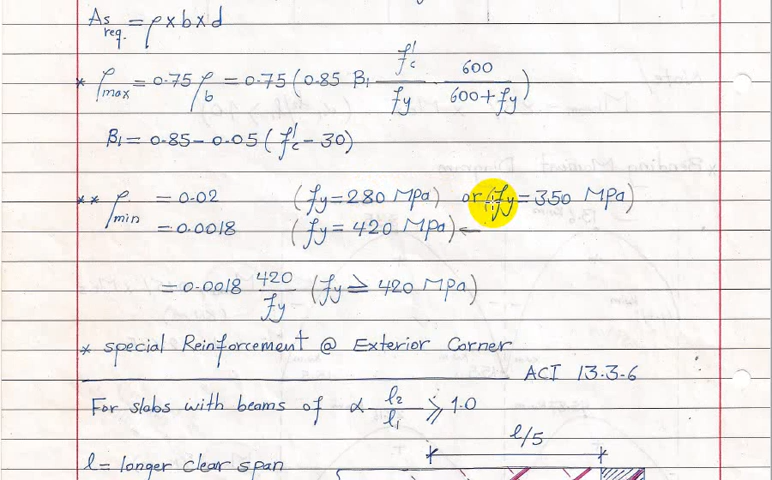 As req. = ρ x b x d
* ρmax = 0.75 ρb = 0.75 (0.85 β1 f'c/fy 600/600+fy)
β1 = 0.85 - 0.05 (f'c - 30)
** ρmin = 0.02 (fy = 280 MPa) or (fy = 350 MPa)
= 0.0018 (fy = 420 MPa) ←
= 0.0018 420/fy (fy ≥ 420 MPa)
* special Reinforcement @ Exterior Corner
ACI 13.3.6
For slabs with beams of α l2/l1 ≥ 1.0
l/5
l = longer clear span